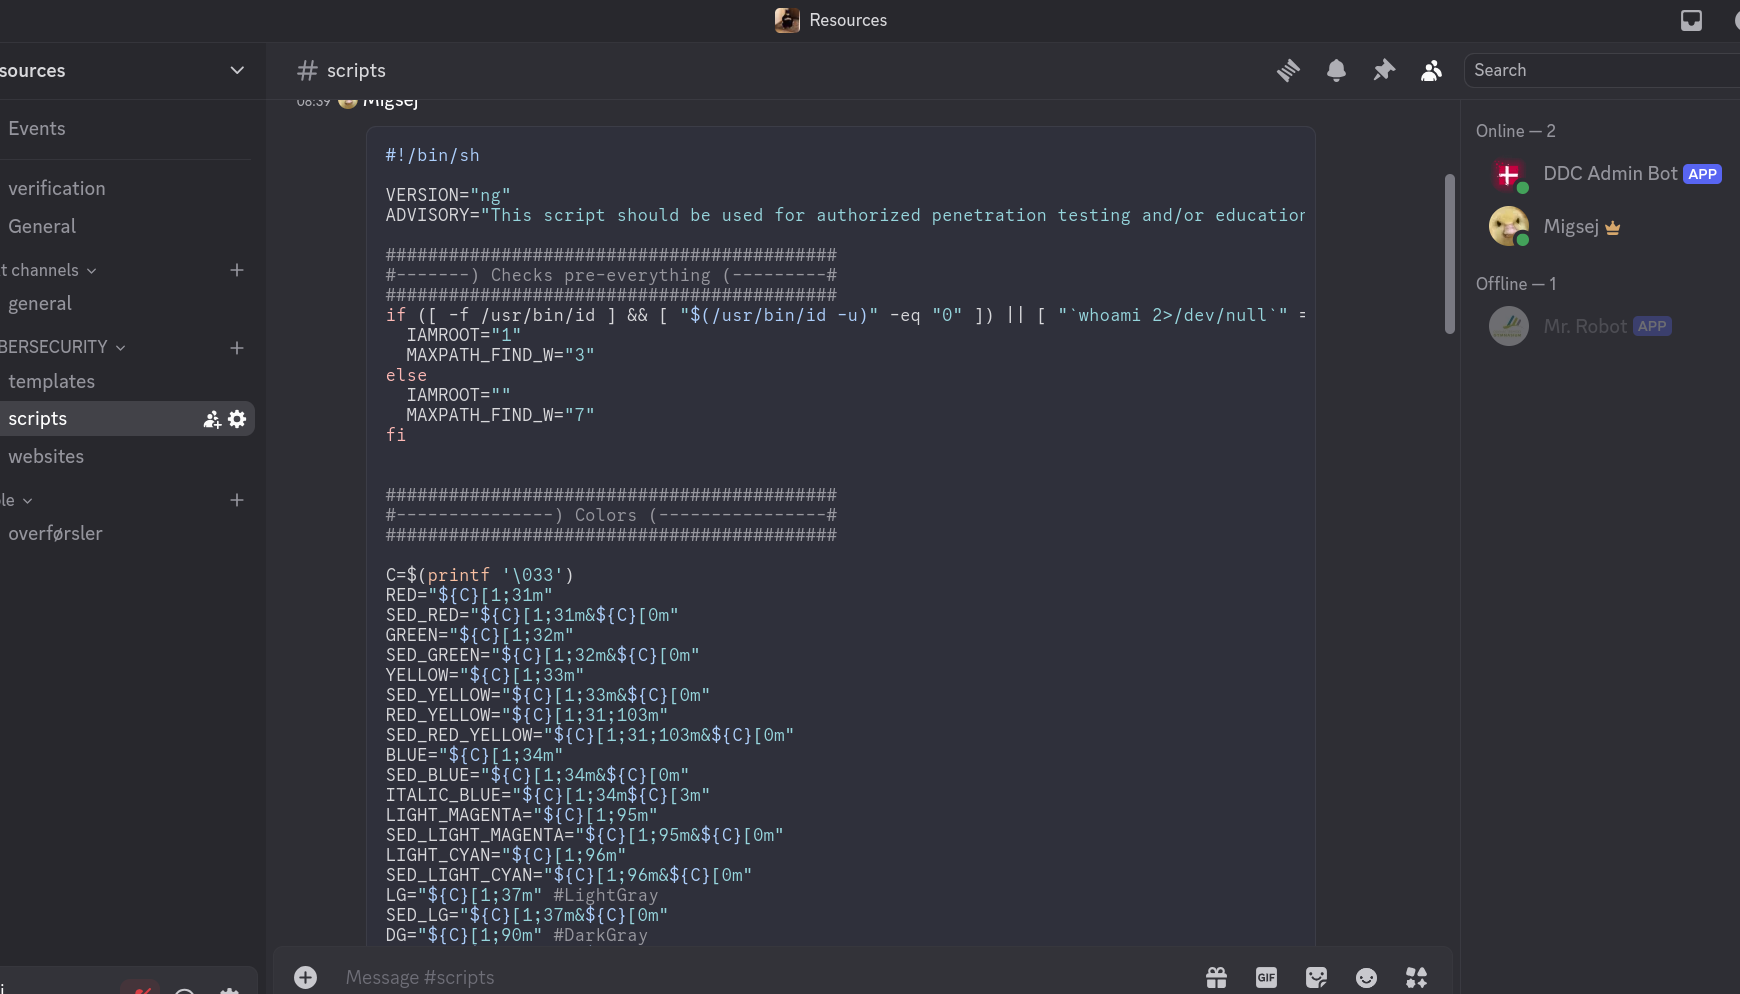 Resources
sources
Events
verification
General
t channels
general
BERSECURITY
templates
scripts
websites
le
overførsler
# scripts
Search
08:39 Migsej
#!/bin/sh
VERSION="ng"
ADVISORY="This script should be used for authorized penetration testing and/or education
###########################################
#-------) Checks pre-everything (---------#
###########################################
if ([ -f /usr/bin/id ] && [ "$(/usr/bin/id -u)" -eq "0" ]) || [ "`whoami 2>/dev/null`" =
IAMROOT="1"
MAXPATH_FIND_W="3"
else
IAMROOT=""
MAXPATH_FIND_W="7"
fi
###########################################
#---------------) Colors (----------------#
###########################################
C=$(printf '\033')
RED="${C}[1;31m"
SED_RED="${C}[1;31m&${C}[0m"
GREEN="${C}[1;32m"
SED_GREEN="${C}[1;32m&${C}[0m"
YELLOW="${C}[1;33m"
SED_YELLOW="${C}[1;33m&${C}[0m"
RED_YELLOW="${C}[1;31;103m"
SED_RED_YELLOW="${C}[1;31;103m&${C}[0m"
BLUE="${C}[1;34m"
SED_BLUE="${C}[1;34m&${C}[0m"
ITALIC_BLUE="${C}[1;34m${C}[3m"
LIGHT_MAGENTA="${C}[1;95m"
SED_LIGHT_MAGENTA="${C}[1;95m&${C}[0m"
LIGHT_CYAN="${C}[1;96m"
SED_LIGHT_CYAN="${C}[1;96m&${C}[0m"
LG="${C}[1;37m" #LightGray
SED_LG="${C}[1;37m&${C}[0m"
DG="${C}[1;90m" #DarkGray
Message #scripts
GIF
Online — 2
DDC Admin Bot APP
Migsej
Offline — 1
Mr. Robot APP